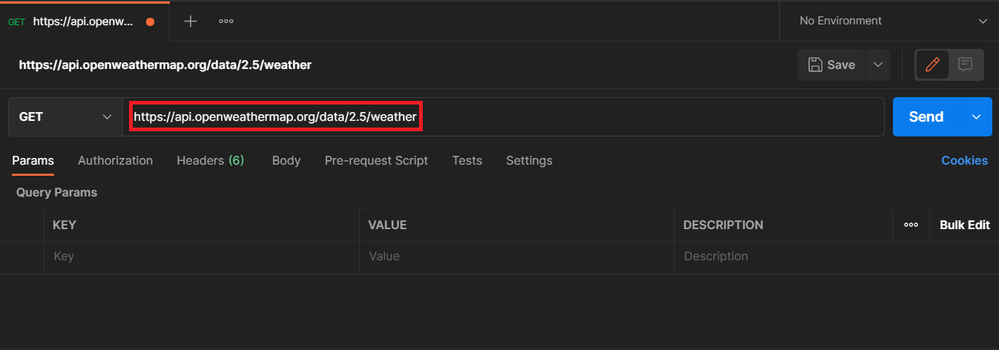 GET https://api.openw... No Environment
https://api.openweathermap.org/data/2.5/weather Save
GET https://api.openweathermap.org/data/2.5/weather Send
Params Authorization Headers (6) Body Pre-request Script Tests Settings Cookies
Query Params
KEY VALUE DESCRIPTION Bulk Edit
Key Value Description